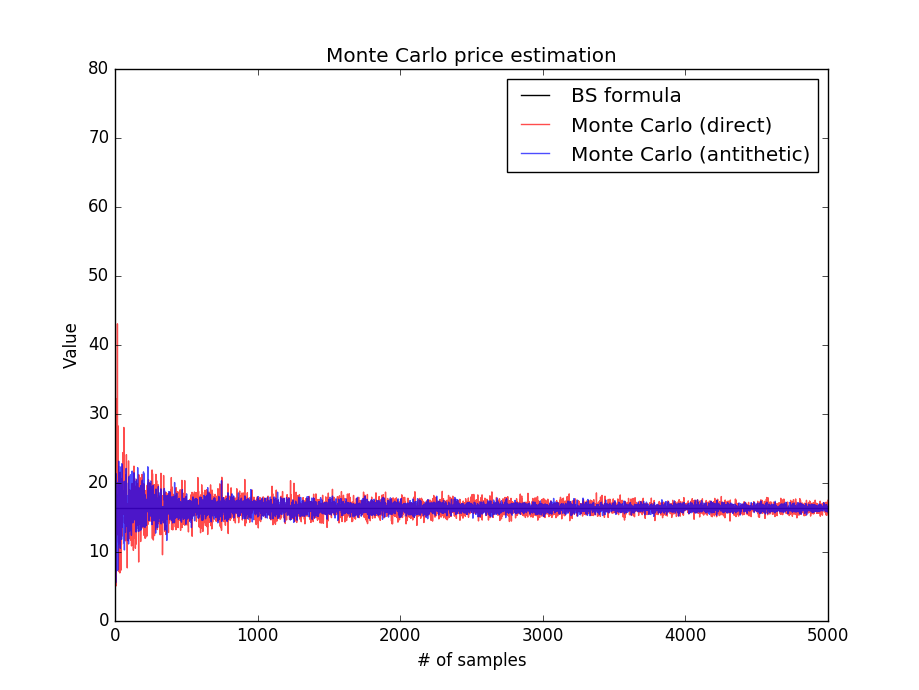 Monte Carlo price estimation
80
70
60
50
40
30
20
10
0
Value
BS formula
Monte Carlo (direct)
Monte Carlo (antithetic)
0 1000 2000 3000 4000 5000
# of samples